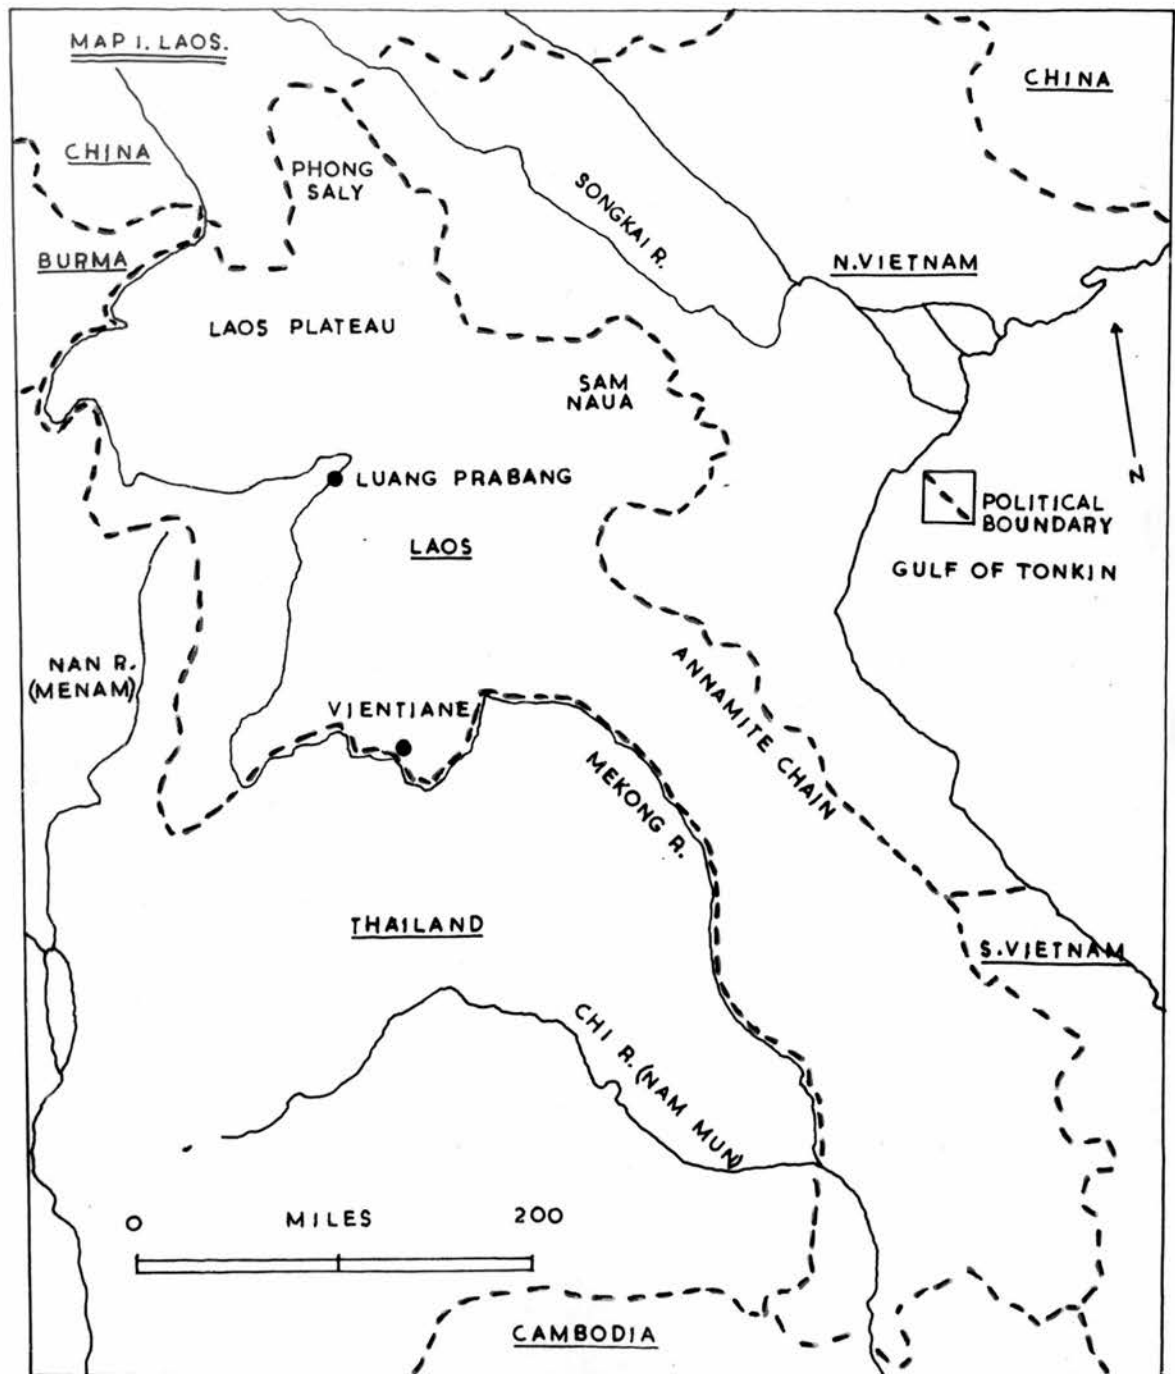 MAP 1. LAOS.
CHINA
CHINA
PHONG
SALY
SONGKAI R.
BURMA
N.VIETNAM
LAOS PLATEAU
SAM
NAUA
LUANG PRABANG
N
POLITICAL
BOUNDARY
LAOS
GULF OF TONKIN
NAN R.
(MENAM)
ANNAMITE CHAIN
VIENTIANE
MEKONG R.
THAILAND
S.VIETNAM
CHI R. (NAM MUN)
0 MILES 200
CAMBODIA